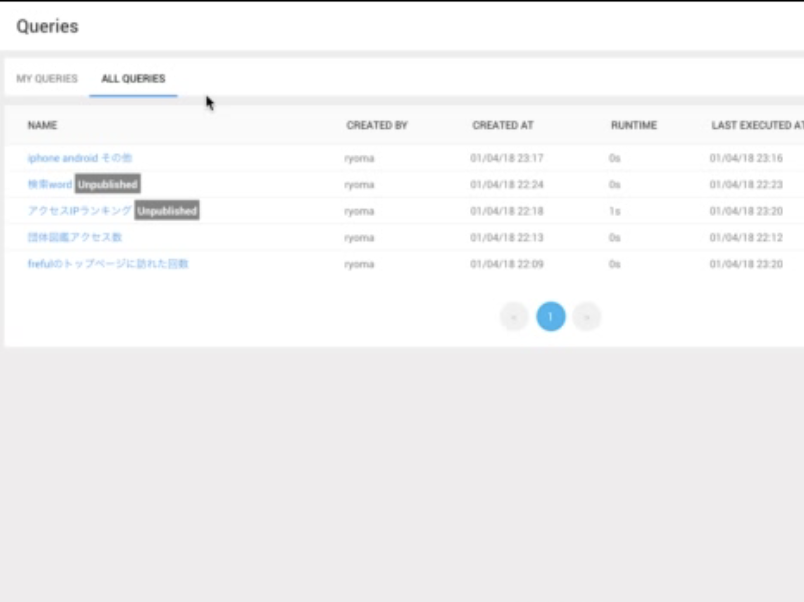 Queries
MY QUERIES ALL QUERIES
NAME CREATED BY CREATED AT RUNTIME LAST EXECUTED AT
iphone android その他 ryoma 01/04/18 23:17 0s 01/04/18 23:16
検索word Unpublished ryoma 01/04/18 22:24 0s 01/04/18 22:23
アクセスIPランキング Unpublished ryoma 01/04/18 22:18 1s 01/04/18 23:20
団体図鑑アクセス数 ryoma 01/04/18 22:13 0s 01/04/18 22:12
frefulのトップページに訪れた回数 ryoma 01/04/18 22:09 0s 01/04/18 23:20
« 1 »